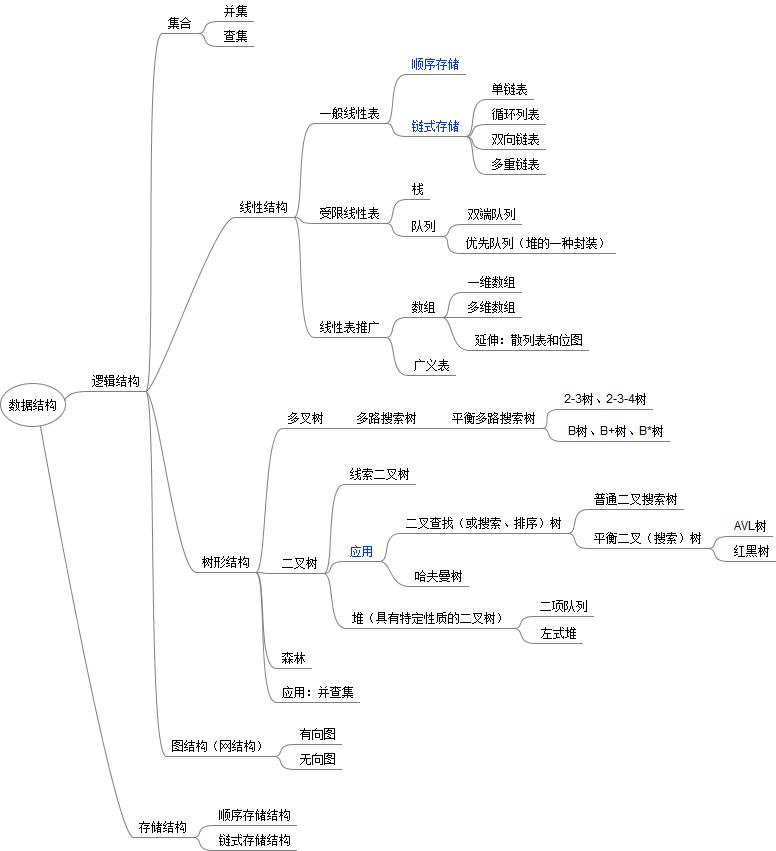 数据结构
逻辑结构
集合
并集
查集
线性结构
一般线性表
顺序存储
链式存储
单链表
循环列表
双向链表
多重链表
受限线性表
栈
队列
双端队列
优先队列（堆的一种封装）
线性表推广
数组
一维数组
多维数组
延伸：散列表和位图
广义表
树形结构
多叉树
多路搜索树
平衡多路搜索树
2-3树、2-3-4树
B树、B+树、B*树
二叉树
线索二叉树
应用
二叉查找（或搜索、排序）树
普通二叉搜索树
平衡二叉（搜索）树
AVL树
红黑树
哈夫曼树
堆（具有特定性质的二叉树）
二项队列
左式堆
森林
应用：并查集
图结构（网结构）
有向图
无向图
存储结构
顺序存储结构
链式存储结构